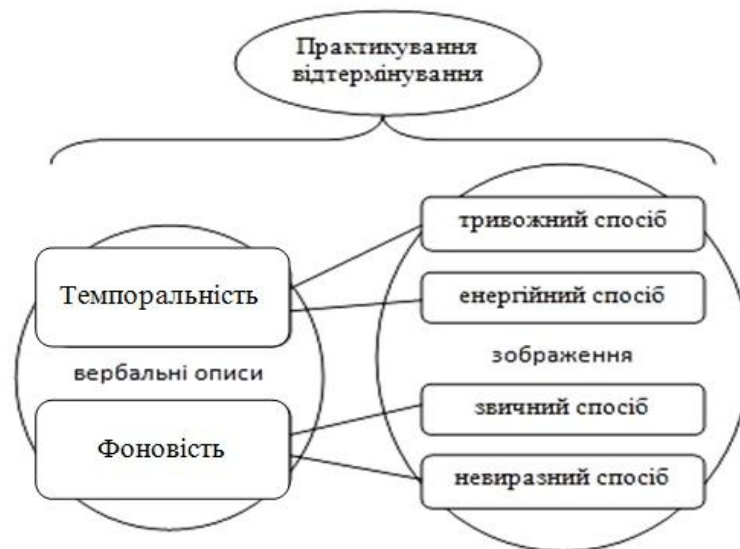 Практикування
відтермінування
тривожний спосіб
Темпоральність
енергійний спосіб
вербальні описи
зображення
звичний спосіб
Фоновість
невиразний спосіб